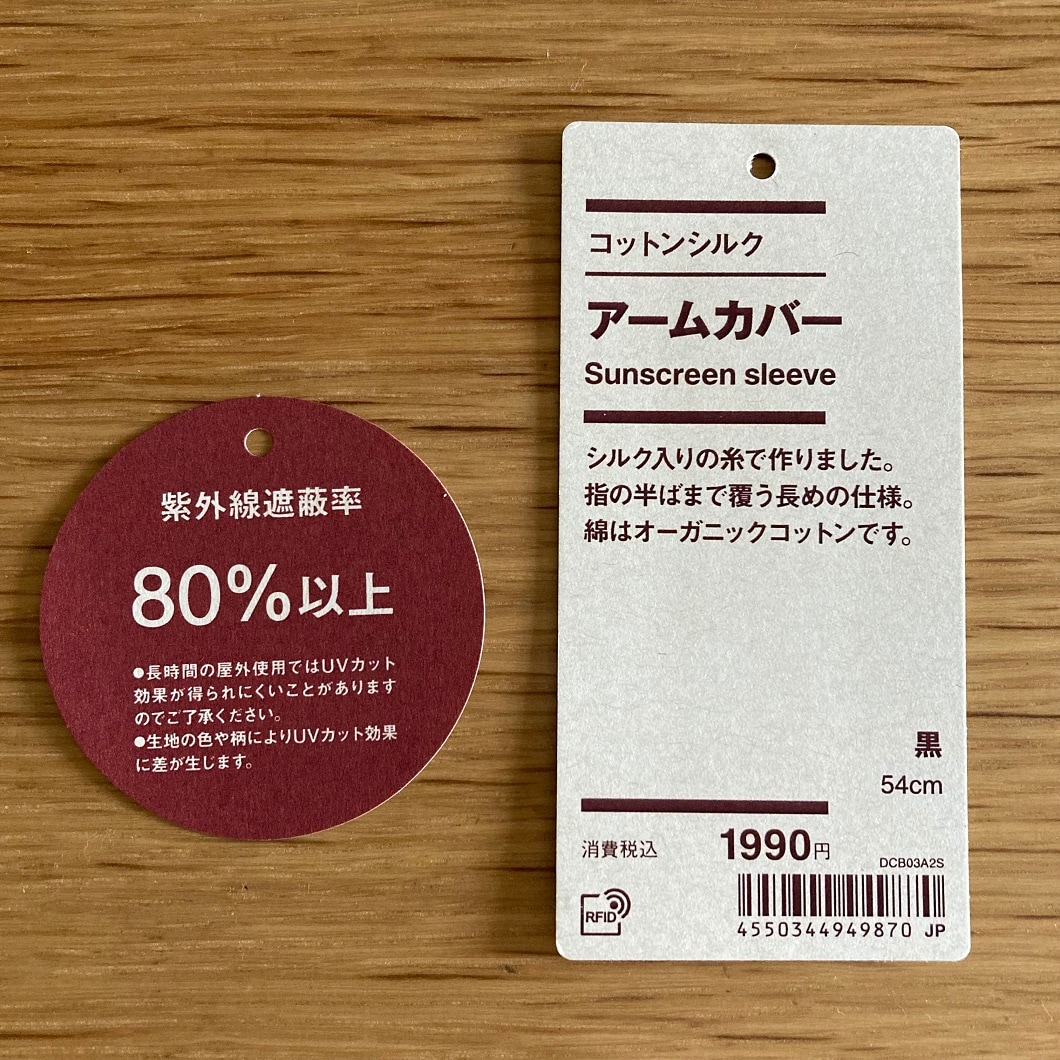 紫外線遮蔽率
80%以上
●長時間の屋外使用ではUVカット
効果が得られにくいことがあります
のでご了承ください。
●生地の色や柄によりUVカット効果
に差が生じます。
コットンシルク
アームカバー
Sunscreen sleeve
シルク入りの糸で作りました。
指の半ばまで覆う長めの仕様。
綿はオーガニックコットンです。
黒
54cm
消費税込 1990円
DCB03A2S
RFID
4550344949870 JP